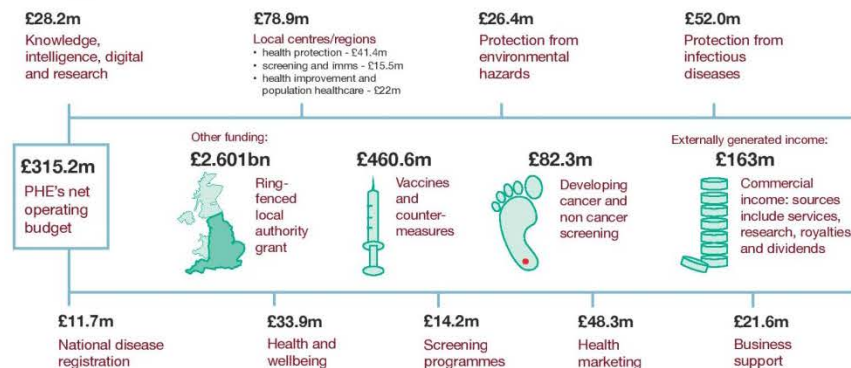 £28.2m
Knowledge,
intelligence, digital
and research
£78.9m
Local centres/regions
• health protection - £41.4m
• screening and imms - £15.5m
• health improvement and
population healthcare - £22m
£26.4m
Protection from
environmental
hazards
£52.0m
Protection from
infectious
diseases
£315.2m
PHE's net
operating
budget
Other funding:
£2.601bn
Ring-
fenced
local
authority
grant
£460.6m
Vaccines
and
counter-
measures
£82.3m
Developing
cancer and
non cancer
screening
Externally generated income:
£163m
Commercial
income: sources
include services,
research, royalties
and dividends
£11.7m
National disease
registration
£33.9m
Health and
wellbeing
£14.2m
Screening
programmes
£48.3m
Health
marketing
£21.6m
Business
support